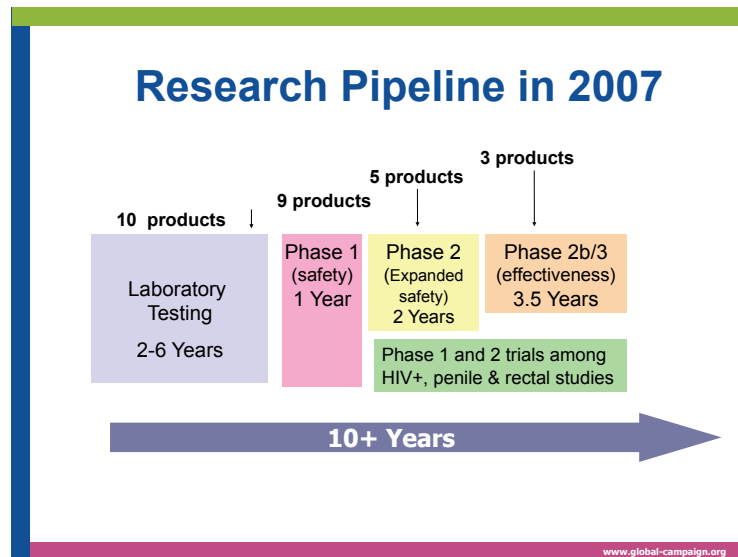 Research Pipeline in 2007
3 products
5 products
9 products
10 products
Laboratory
Testing
2-6 Years
Phase 1
(safety)
1 Year
Phase 2
(Expanded
safety)
2 Years
Phase 2b/3
(effectiveness)
3.5 Years
Phase 1 and 2 trials among
HIV+, penile & rectal studies
10+ Years
www.global-campaign.org